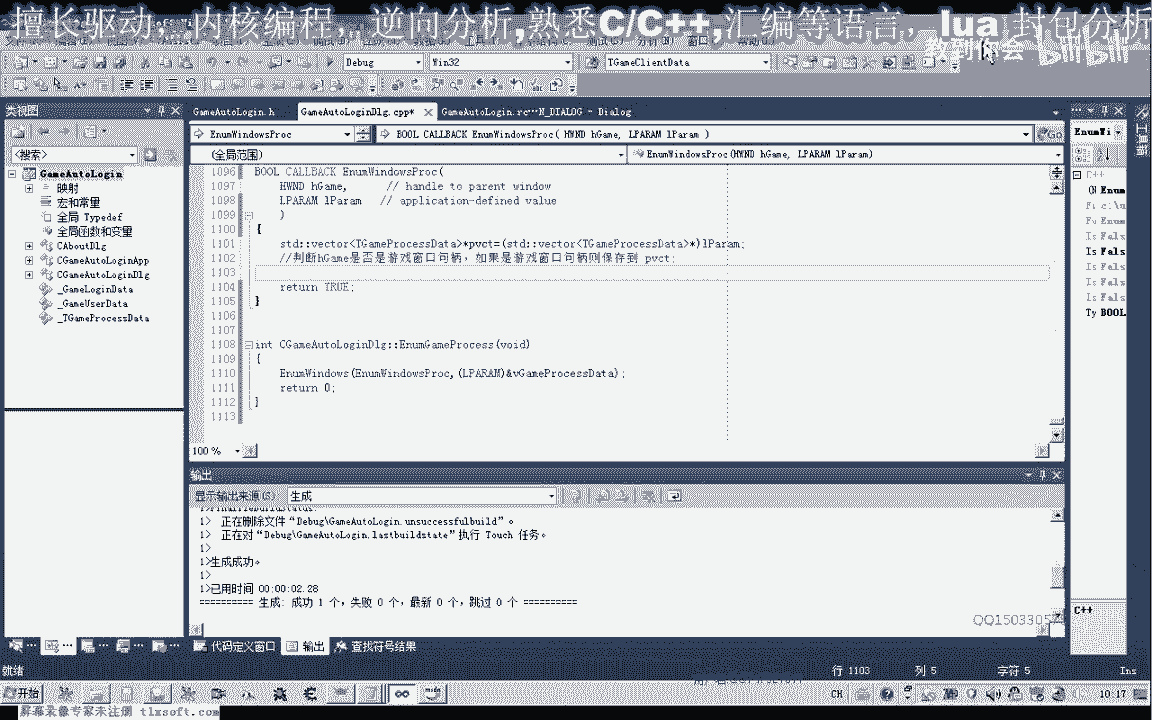 擅长驱动，内核编程，逆向分析,熟悉C/C++,汇编等语言，lua 封包分析
教到你会 bilibili
Debug Win32 TGameClientData
类视图
GameAutoLogin.h GameAutoLoginDlg.cpp* GameAutoLogin.rc...N_DIALOG - Dialog
EnumWindowsProc BOOL CALLBACK EnumWindowsProc( HWND hGame, LPARAM lParam ) Go
(全局范围) EnumWindowsProc(HWND hGame, LPARAM lParam)
<搜索>
GameAutoLogin
映射
宏和常量
全局 Typedef
全局函数和变量
CAboutDlg
CGameAutoLoginApp
CGameAutoLoginDlg
_GameLoginData
_GameUserData
_TGameProcessData
1096 BOOL CALLBACK EnumWindowsProc(
1097 HWND hGame, // handle to parent window
1098 LPARAM lParam // application-defined value
1099 )
1100 {
1101 std::vector<TGameProcessData>*pvct=(std::vector<TGameProcessData>*)lParam;
1102 //判断hGame是否是游戏窗口句柄，如果是游戏窗口句柄则保存到 pvct;
1103
1104 return TRUE;
1105 }
1106
1107
1108 int CGameAutoLoginDlg::EnumGameProcess(void)
1109 {
1110 EnumWindows(EnumWindowsProc,(LPARAM)&vGameProcessData);
1111 return 0;
1112 }
1113
100 %
EnumWi
C++
(N Enum
Enum
Is Fals
Is Fals
Is Fals
Is Fals
Is Fals
Ty BOOL
C++
输出
显示输出来源(S): 生成
1>FinalizeBuildStatus:
1> 正在删除文件“Debug\GameAutoLogin.unsuccessfulbuild”。
1> 正在对“Debug\GameAutoLogin.lastbuildstate”执行 Touch 任务。
1>
1>生成成功。
1>
1>已用时间 00:00:02.28
========== 生成: 成功 1 个，失败 0 个，最新 0 个，跳过 0 个 ==========
代码定义窗口 输出 查找符号结果
就绪 行 1103 列 5 字符 5 Ins
开始 CH 10:17
屏幕录像专家未注册 tlxsoft.com